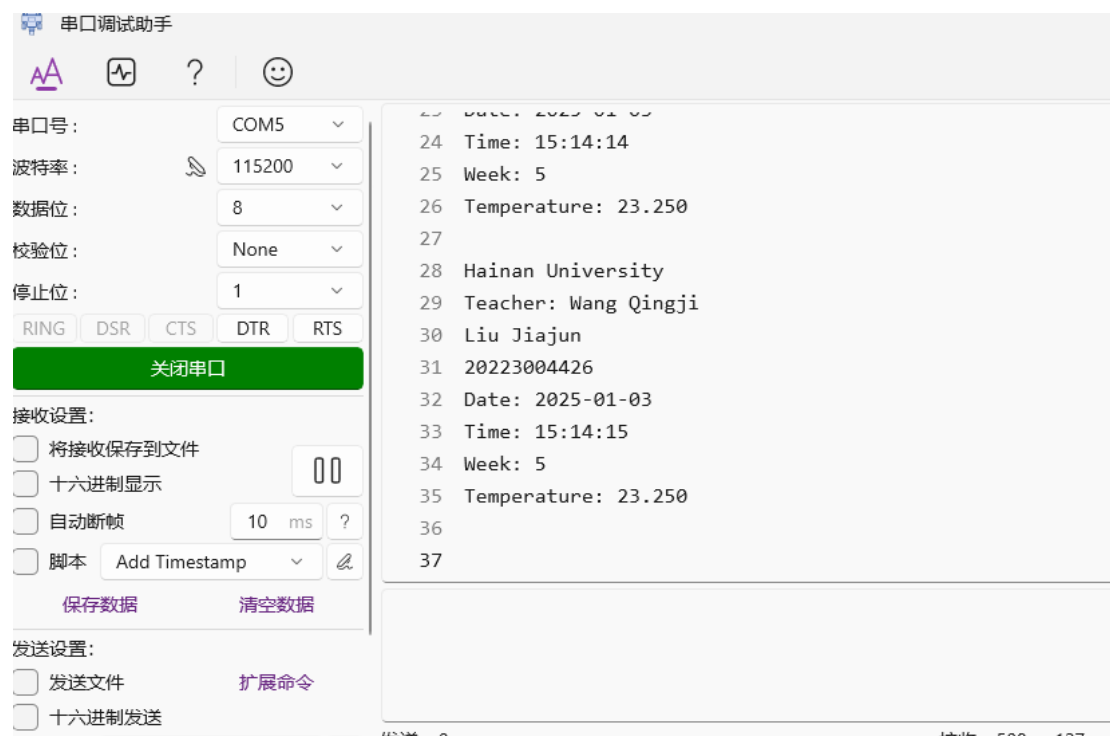 串口调试助手
串口号: COM5
波特率: 115200
数据位: 8
校验位: None
停止位: 1
RING DSR CTS DTR RTS
关闭串口
接收设置:
将接收保存到文件
十六进制显示
自动断帧 10 ms ?
脚本 Add Timestamp
保存数据 清空数据
发送设置:
发送文件 扩展命令
十六进制发送
24 Time: 15:14:14
25 Week: 5
26 Temperature: 23.250
27
28 Hainan University
29 Teacher: Wang Qingji
30 Liu Jiajun
31 20223004426
32 Date: 2025-01-03
33 Time: 15:14:15
34 Week: 5
35 Temperature: 23.250
36
37